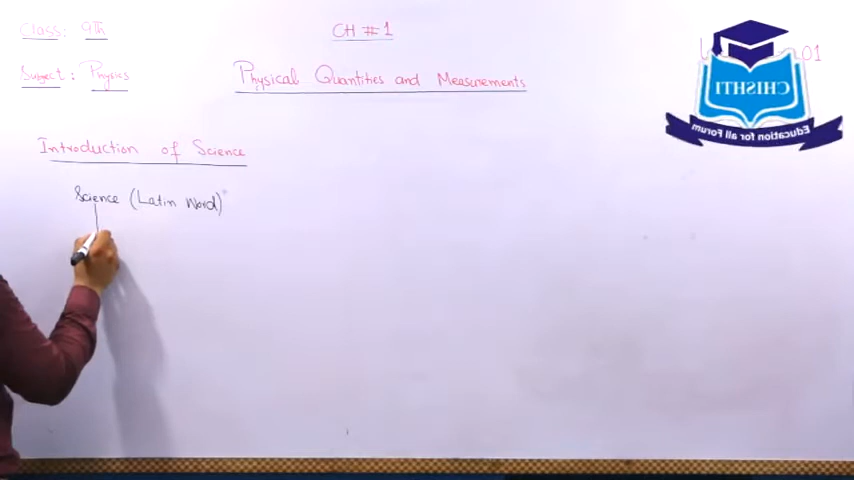 Class: 9th
CH # 1
Subject: Physics
Physical Quantities and Measurements
01
CHISHTI
Education for all Forum
Introduction of Science
Science (Latin Word)